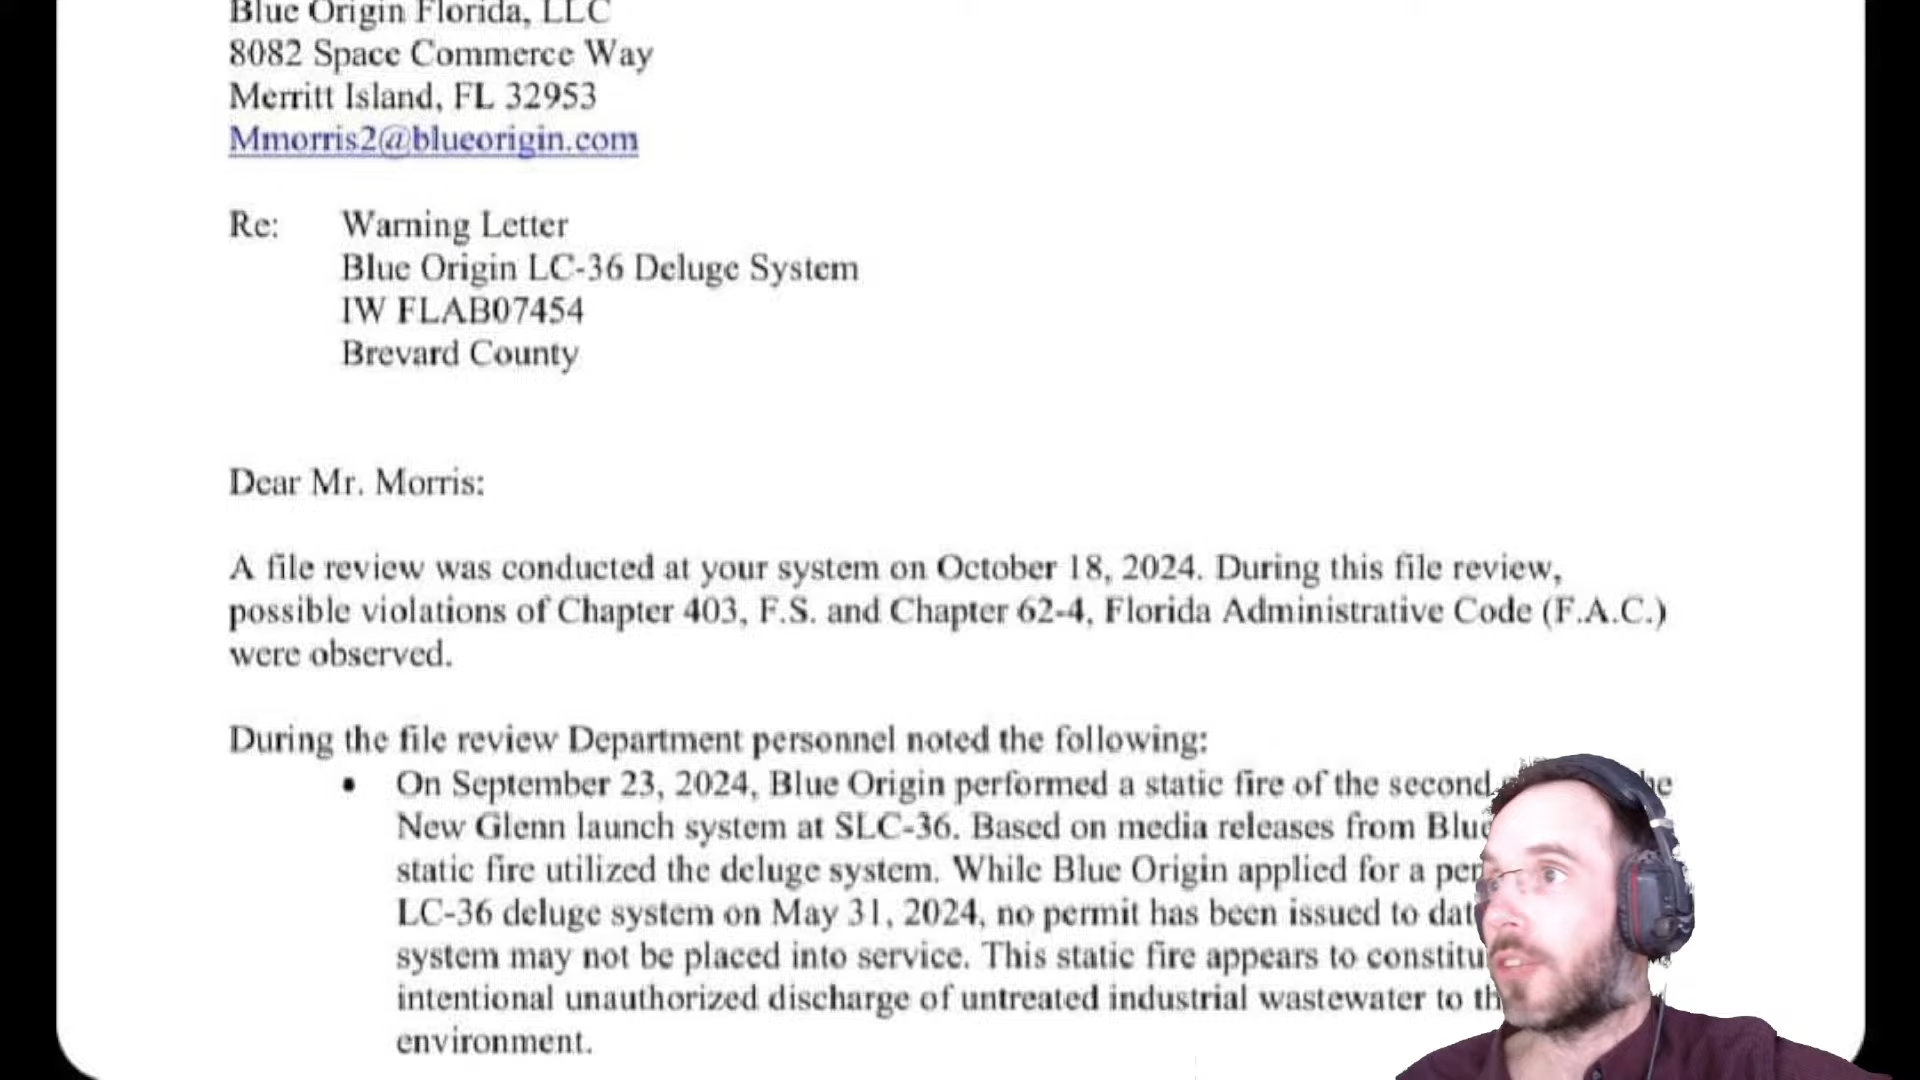 Blue Origin Florida, LLC
8082 Space Commerce Way
Merritt Island, FL 32953
Mmorris2@blueorigin.com
Re: Warning Letter
Blue Origin LC-36 Deluge System
IW FLAB07454
Brevard County
Dear Mr. Morris:
A file review was conducted at your system on October 18, 2024. During this file review,
possible violations of Chapter 403, F.S. and Chapter 62-4, Florida Administrative Code (F.A.C.)
were observed.
During the file review Department personnel noted the following:
• On September 23, 2024, Blue Origin performed a static fire of the second
New Glenn launch system at SLC-36. Based on media releases from
static fire utilized the deluge system. While Blue Origin applied for a
LC-36 deluge system on May 31, 2024, no permit has been issued to
system may not be placed into service. This static fire appears to
intentional unauthorized discharge of untreated industrial wastewater to
environment.